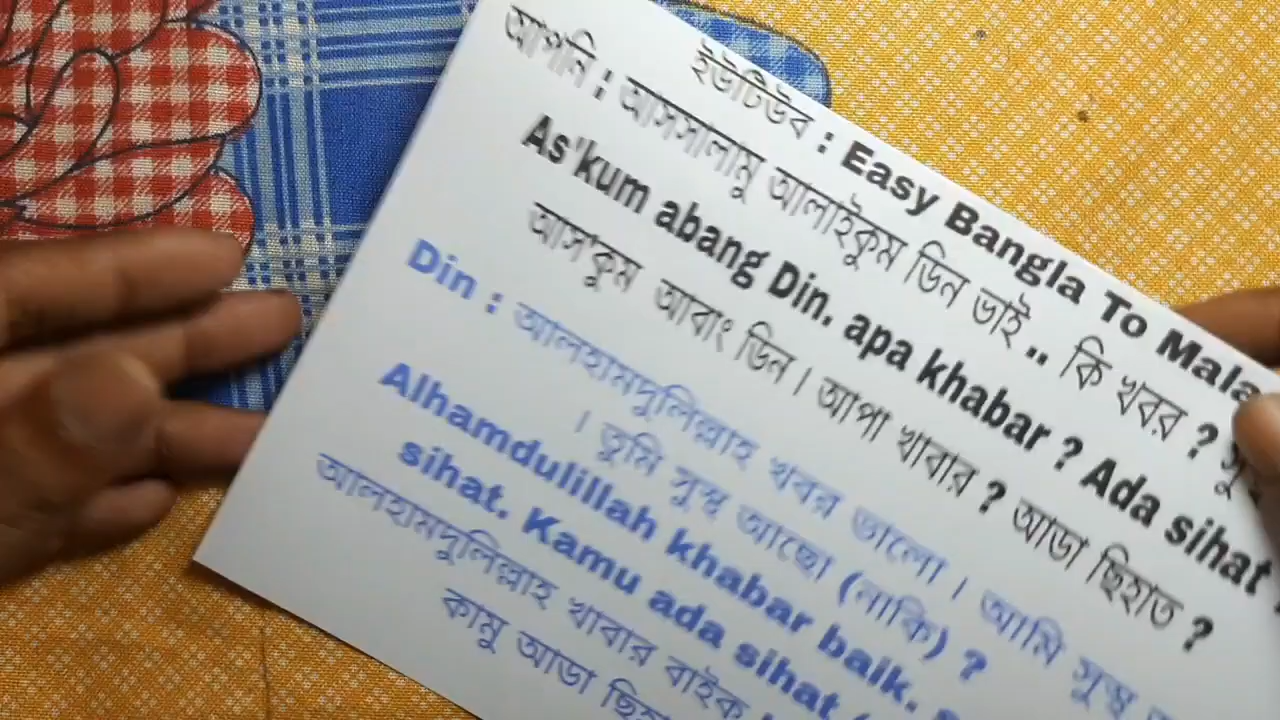 ইউটিউব : Easy Bangla To Mala
আপনি : আসসালামু আলাইকুম ডিন ভাই .. কি খবর ?
As'kum abang Din. apa khabar ? Ada sihat
আস'কুম আবাং ডিন । আপা খাবার ? আডা ছিহাত ?
Din : আলহামদুলিল্লাহ খবর ভালো । আমি সুস্থ
। তুমি সুস্থ আছো (নাকি) ?
Alhamdulillah khabar baik.
sihat. Kamu ada sihat
আলহামদুলিল্লাহ খাবার বাইক
কামু আডা